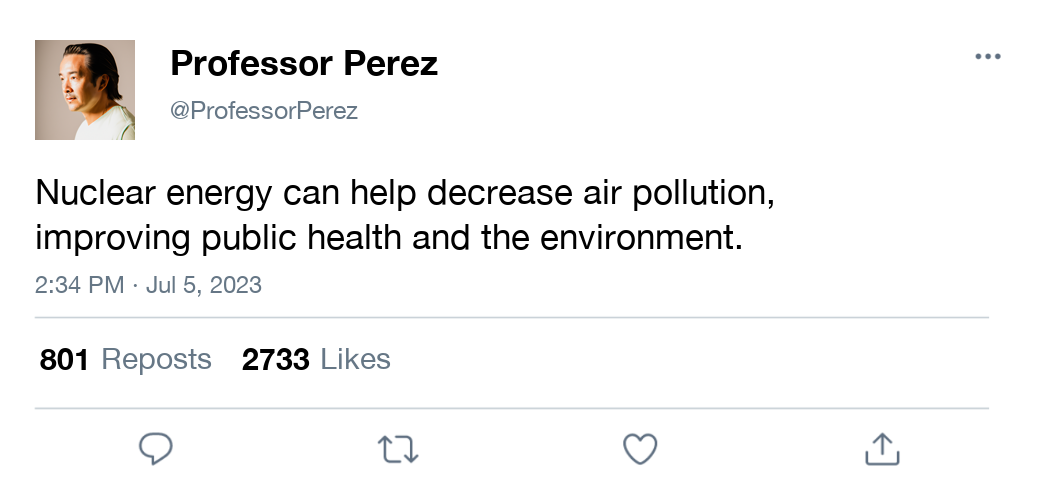 Professor Perez
@ProfessorPerez
Nuclear energy can help decrease air pollution,
improving public health and the environment.
2:34 PM · Jul 5, 2023
801 Reposts 2733 Likes